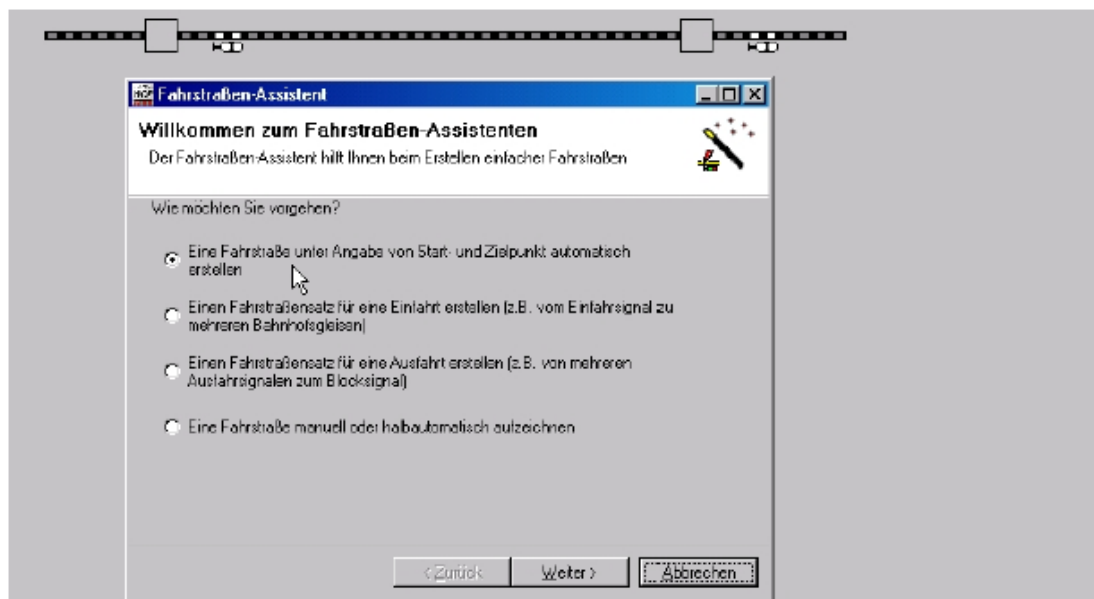 Fahrstraßen-Assistent
Willkommen zum Fahrstraßen-Assistenten
Der Fahrstraßen-Assistent hilft Ihnen beim Erstellen einfacher Fahrstraßen
Wie möchten Sie vorgehen?
Eine Fahrstraße unter Angabe von Start- und Zielpunkt automatisch
erstellen
Einen Fahrstraßensatz für eine Einfahrt erstellen (z.B. vom Einfahrsignal zu
mehreren Bahnhofsgleisen)
Einen Fahrstraßensatz für eine Ausfahrt erstellen (z.B. von mehreren
Ausfahrsignalen zum Blocksignal)
Eine Fahrstraße manuell oder halbautomatisch aufzeichnen
< Zurück
Weiter >
Abbrechen